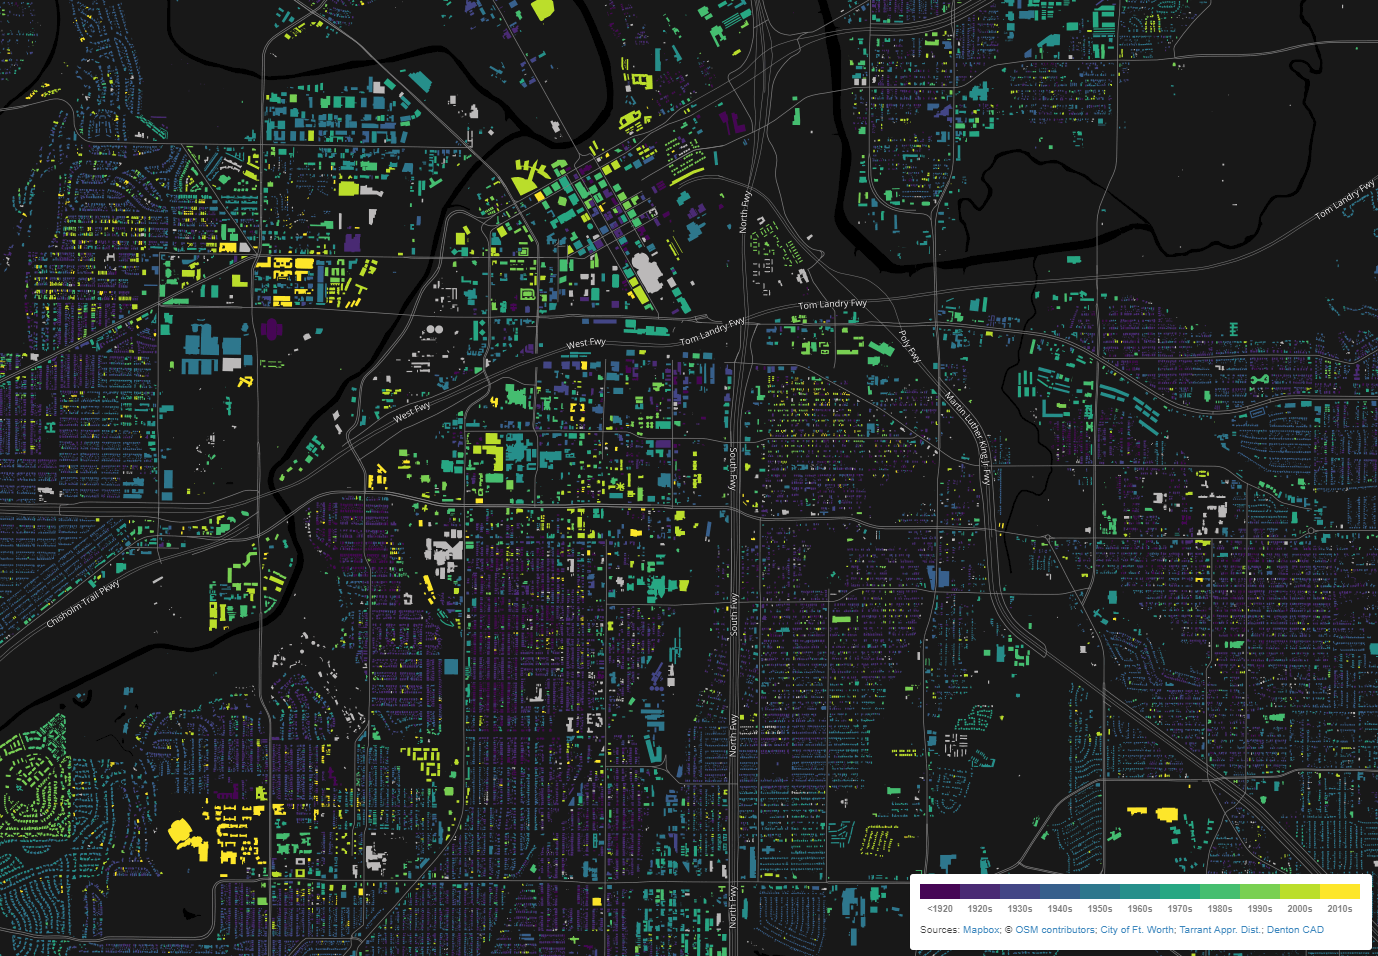 Tom Landry Fwy
North Fwy
Tom Landry Fwy
Tom Landry Fwy
West Fwy
Poly Fwy
West Fwy
Martin Luther King Jr Fwy
South Fwy
Chisholm Trail Pkwy
South Fwy
North Fwy
North Fwy
<1920 1920s 1930s 1940s 1950s 1960s 1970s 1980s 1990s 2000s 2010s
Sources: Mapbox; © OSM contributors; City of Ft. Worth; Tarrant Appr. Dist.; Denton CAD